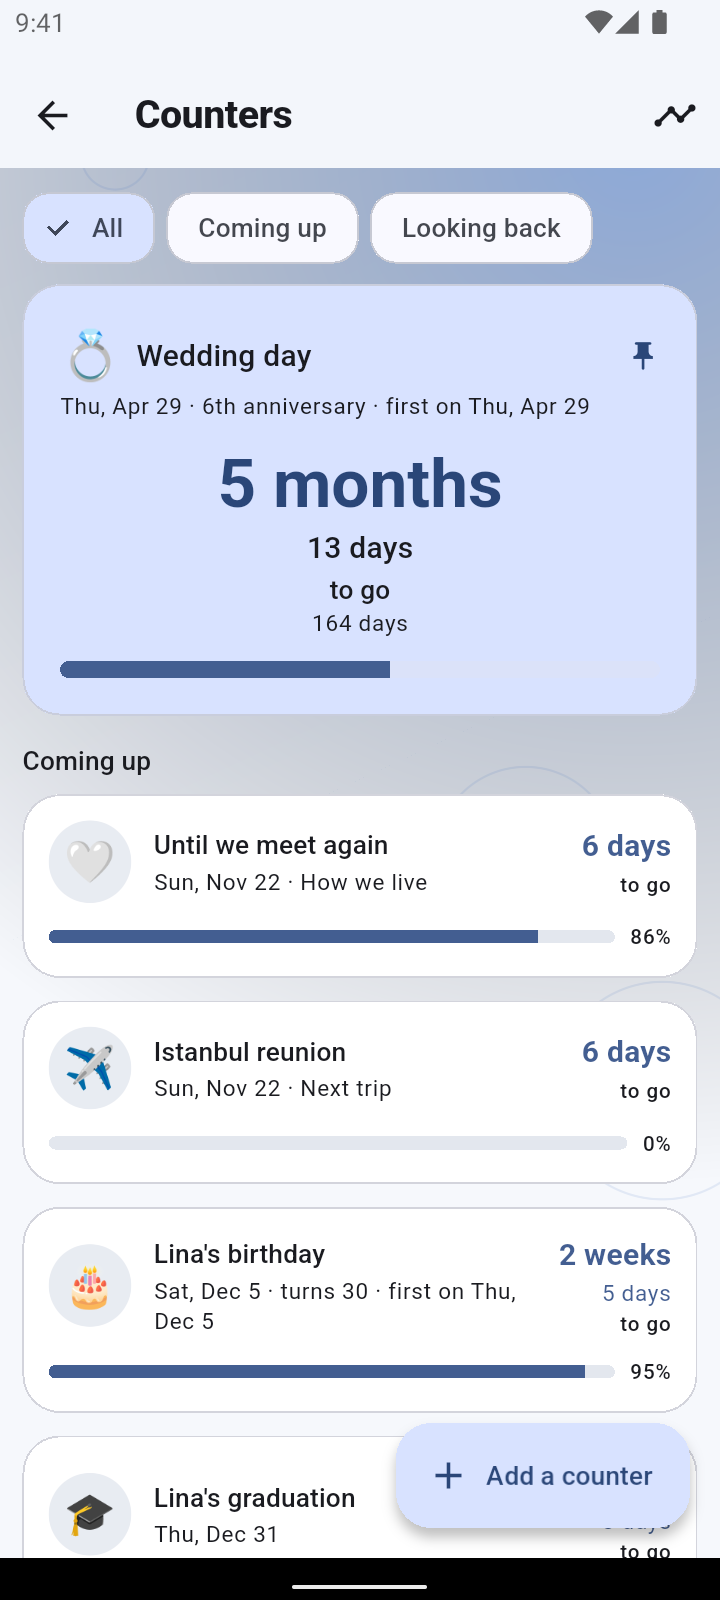 9:41
Counters
All
Coming up
Looking back
Wedding day
Thu, Apr 29 · 6th anniversary · first on Thu, Apr 29
5 months
13 days
to go
164 days
Coming up
Until we meet again
6 days
Sun, Nov 22 · How we live
to go
86%
Istanbul reunion
6 days
Sun, Nov 22 · Next trip
to go
0%
Lina's birthday
2 weeks
Sat, Dec 5 · turns 30 · first on Thu,
Dec 5
5 days
to go
95%
Lina's graduation
Thu, Dec 31
Add a counter
days
to go